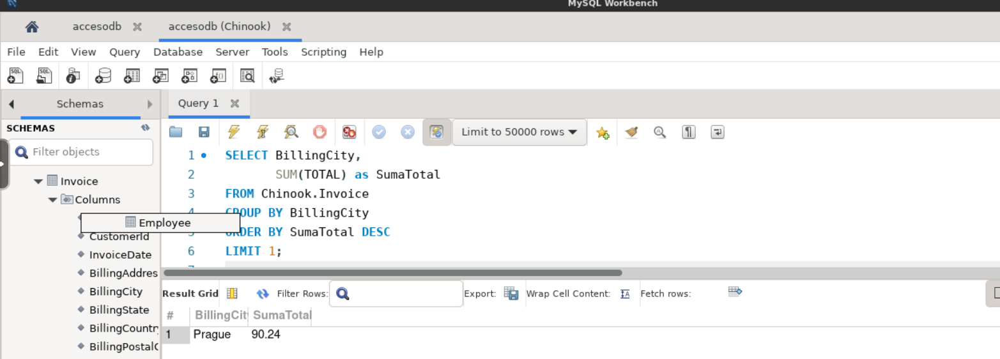 MySQL Workbench
accesodb accesodb (Chinook)
File Edit View Query Database Server Tools Scripting Help
Schemas Query 1
SCHEMAS
Limit to 50000 rows
Filter objects
1 SELECT BillingCity,
2 SUM(TOTAL) as SumaTotal
3 FROM Chinook.Invoice
4 GROUP BY BillingCity
5 ORDER BY SumaTotal DESC
6 LIMIT 1;
Invoice
Columns
Employee
CustomerId
InvoiceDate
BillingAddres
BillingCity
BillingState
BillingCountr
BillingPostalC
Result Grid Filter Rows: Export: Wrap Cell Content: Fetch rows:
# BillingCit SumaTotal
1 Prague 90.24